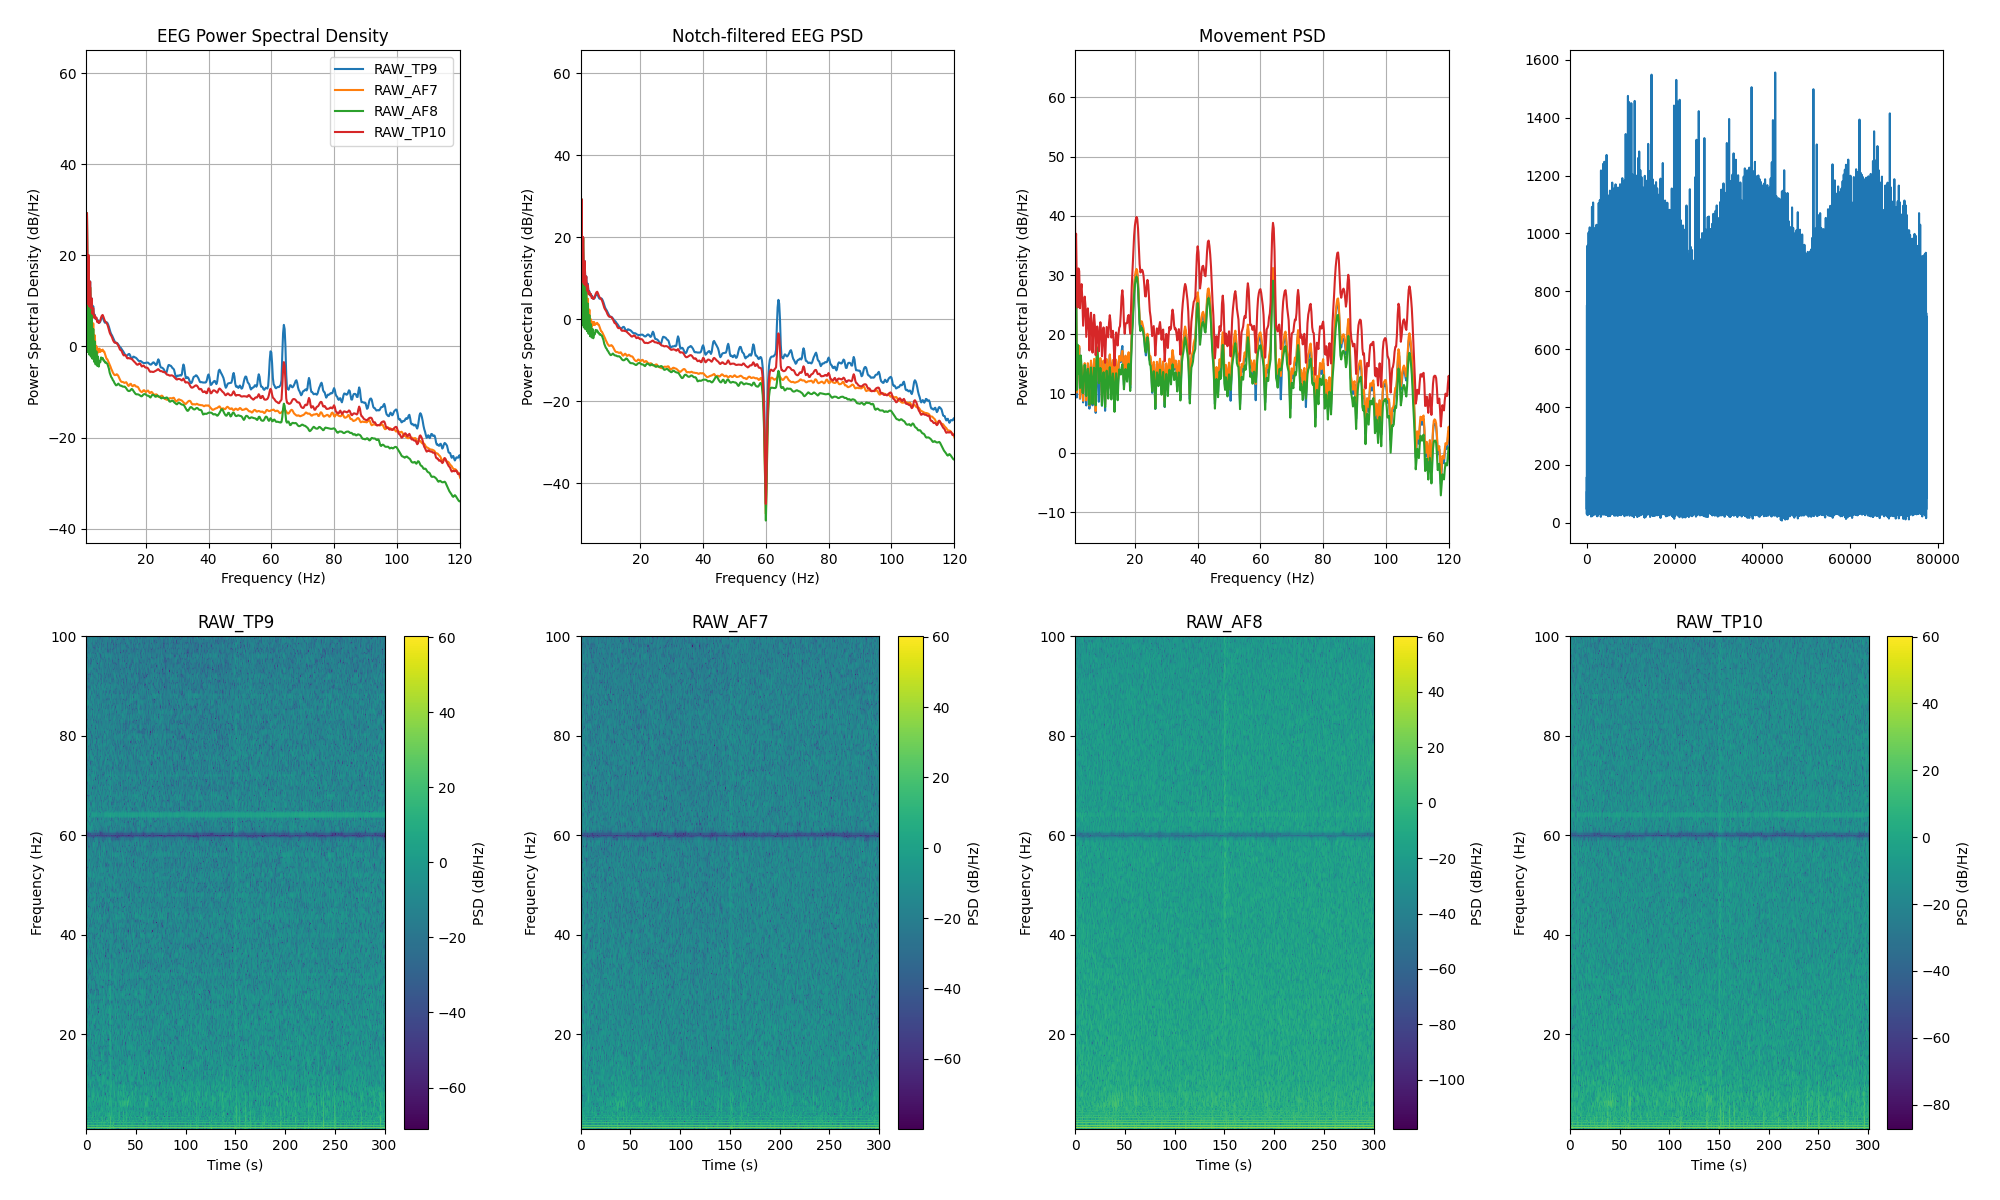 EEG Power Spectral Density
Power Spectral Density (dB/Hz)
60
40
20
0
−20
−40
RAW_TP9
RAW_AF7
RAW_AF8
RAW_TP10
20 40 60 80 100 120
Frequency (Hz)
Notch-filtered EEG PSD
Power Spectral Density (dB/Hz)
60
40
20
0
−20
−40
20 40 60 80 100 120
Frequency (Hz)
Movement PSD
Power Spectral Density (dB/Hz)
60
50
40
30
20
10
0
−10
20 40 60 80 100 120
Frequency (Hz)
1600
1400
1200
1000
800
600
400
200
0
0 20000 40000 60000 80000
RAW_TP9
Frequency (Hz)
100
80
60
40
20
0 50 100 150 200 250 300
Time (s)
60
40
20
0
−20
−40
−60
PSD (dB/Hz)
RAW_AF7
Frequency (Hz)
100
80
60
40
20
0 50 100 150 200 250 300
Time (s)
60
40
20
0
−20
−40
−60
PSD (dB/Hz)
RAW_AF8
Frequency (Hz)
100
80
60
40
20
0 50 100 150 200 250 300
Time (s)
60
40
20
0
−20
−40
−60
−80
−100
PSD (dB/Hz)
RAW_TP10
Frequency (Hz)
100
80
60
40
20
0 50 100 150 200 250 300
Time (s)
60
40
20
0
−20
−40
−60
−80
PSD (dB/Hz)